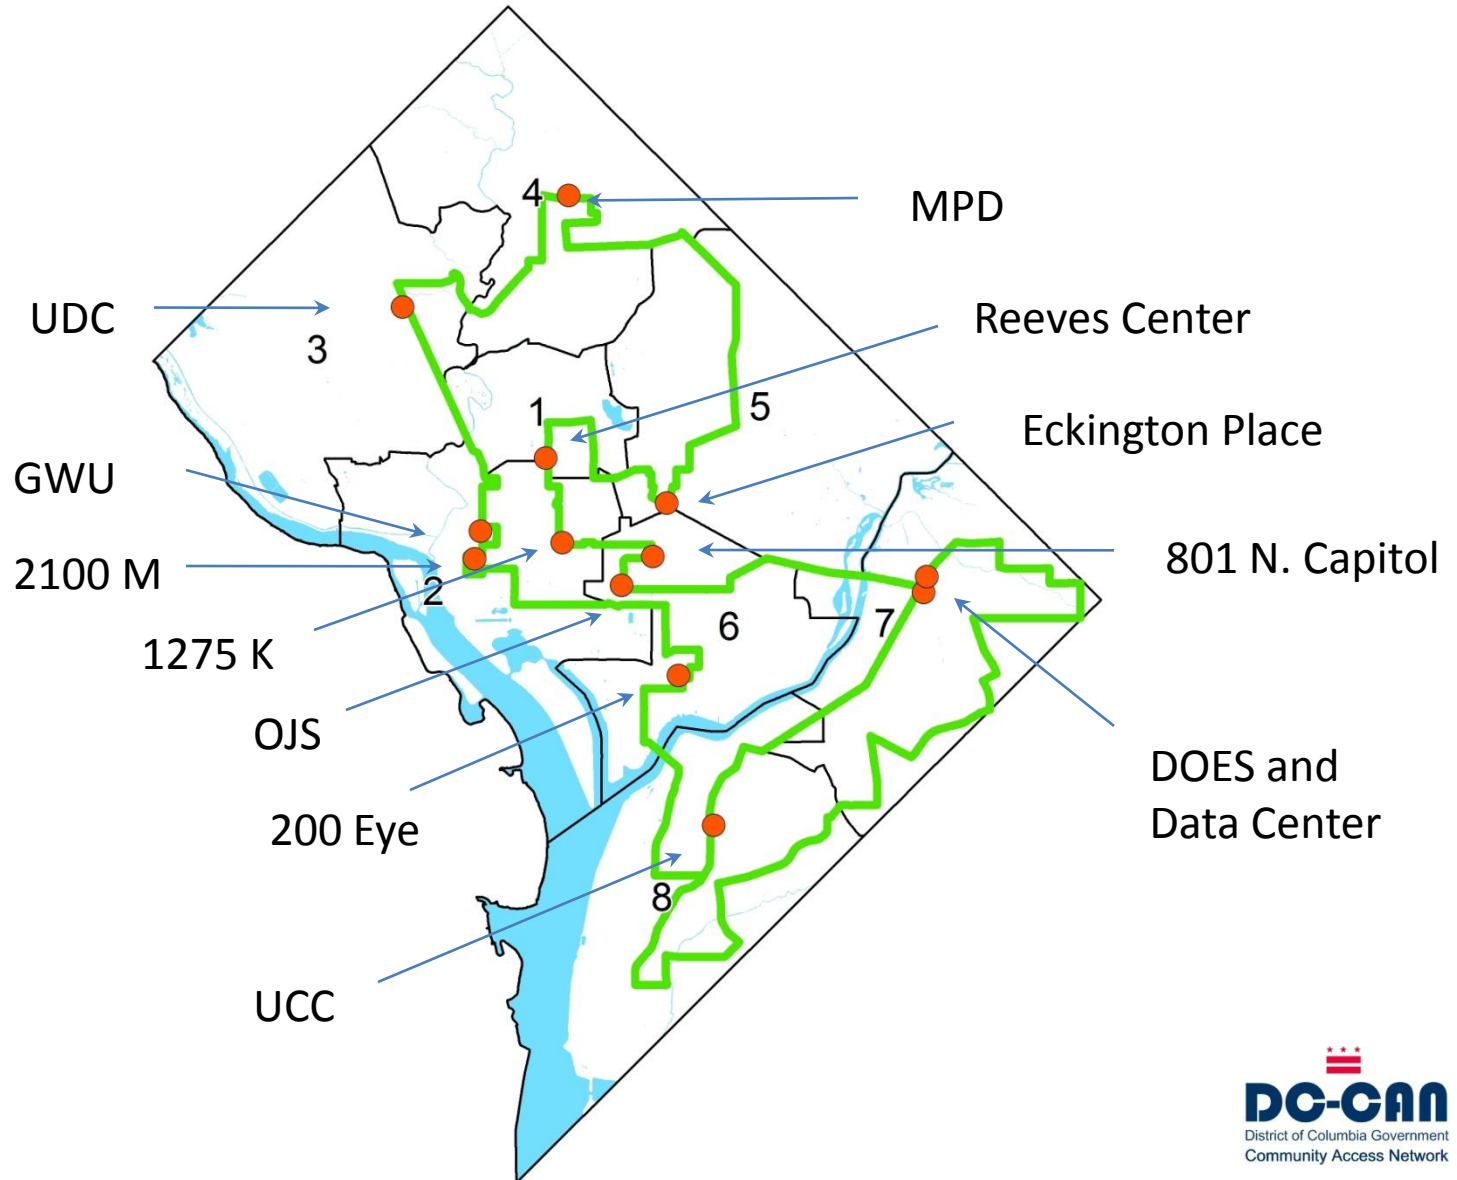 4
MPD
UDC
Reeves Center
3
1
5
Eckington Place
GWU
801 N. Capitol
2100 M
2
6
7
1275 K
OJS
DOES and
Data Center
200 Eye
8
UCC
DC-CAN
District of Columbia Government
Community Access Network